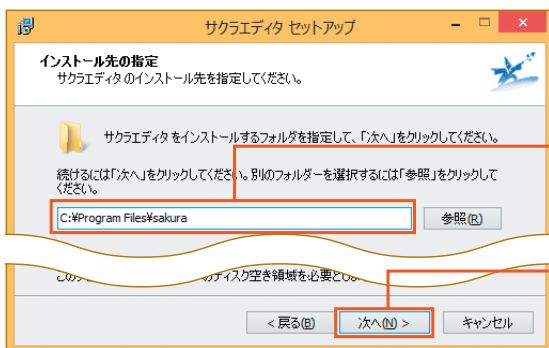 サクラエディタ セットアップ
インストール先の指定
サクラエディタ のインストール先を指定してください。
サクラエディタ をインストールするフォルダを指定して、「次へ」をクリックしてください。
続けるには「次へ」をクリックしてください。別のフォルダーを選択するには「参照」をクリックして
ください。
C:¥Program Files¥sakura
参照(R)
のディスク空き領域を必要とし
< 戻る(B)
次へ(N) >
キャンセル